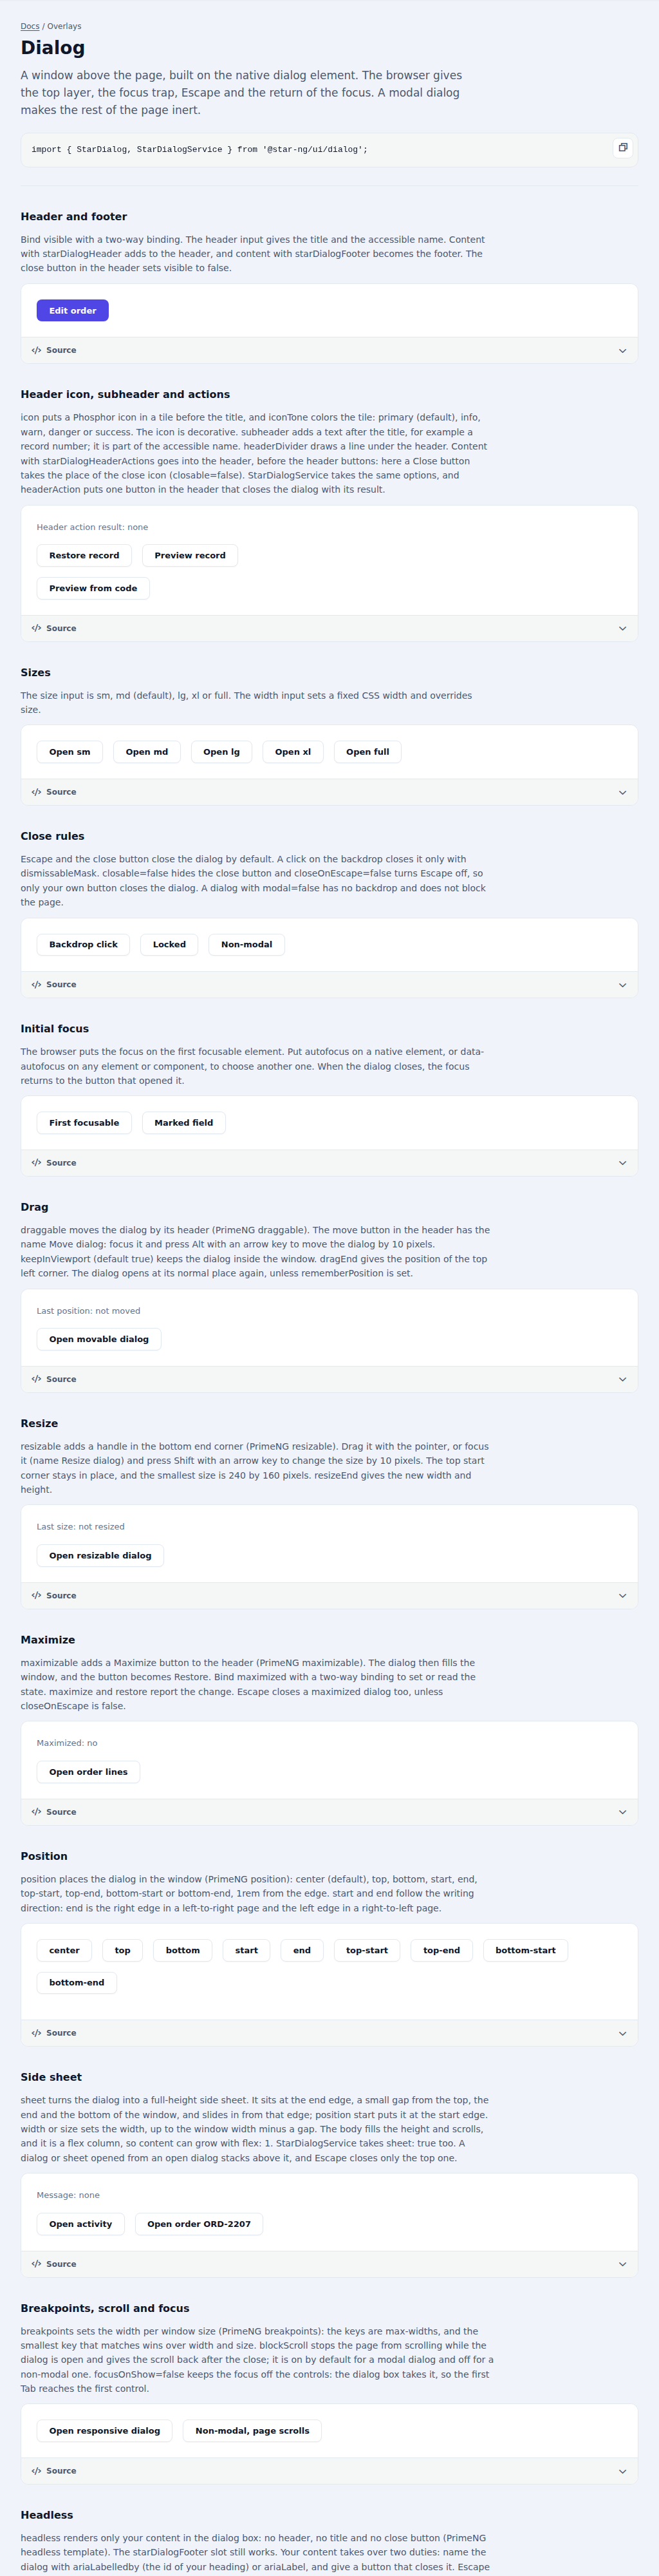 Docs / Overlays
Dialog
A window above the page, built on the native dialog element. The browser gives
the top layer, the focus trap, Escape and the return of the focus. A modal dialog
makes the rest of the page inert.
import { StarDialog, StarDialogService } from '@star-ng/ui/dialog';
Header and footer
Bind visible with a two-way binding. The header input gives the title and the accessible name. Content
with starDialogHeader adds to the header, and content with starDialogFooter becomes the footer. The
close button in the header sets visible to false.
Edit order
Source
Header icon, subheader and actions
icon puts a Phosphor icon in a tile before the title, and iconTone colors the tile: primary (default), info,
warn, danger or success. The icon is decorative. subheader adds a text after the title, for example a
record number; it is part of the accessible name. headerDivider draws a line under the header. Content
with starDialogHeaderActions goes into the header, before the header buttons: here a Close button
takes the place of the close icon (closable=false). StarDialogService takes the same options, and
headerAction puts one button in the header that closes the dialog with its result.
Header action result: none
Restore record Preview record
Preview from code
Source
Sizes
The size input is sm, md (default), lg, xl or full. The width input sets a fixed CSS width and overrides
size.
Open sm Open md Open lg Open xl Open full
Source
Close rules
Escape and the close button close the dialog by default. A click on the backdrop closes it only with
dismissableMask. closable=false hides the close button and closeOnEscape=false turns Escape off, so
only your own button closes the dialog. A dialog with modal=false has no backdrop and does not block
the page.
Backdrop click Locked Non-modal
Source
Initial focus
The browser puts the focus on the first focusable element. Put autofocus on a native element, or data-
autofocus on any element or component, to choose another one. When the dialog closes, the focus
returns to the button that opened it.
First focusable Marked field
Source
Drag
draggable moves the dialog by its header (PrimeNG draggable). The move button in the header has the
name Move dialog: focus it and press Alt with an arrow key to move the dialog by 10 pixels.
keepInViewport (default true) keeps the dialog inside the window. dragEnd gives the position of the top
left corner. The dialog opens at its normal place again, unless rememberPosition is set.
Last position: not moved
Open movable dialog
Source
Resize
resizable adds a handle in the bottom end corner (PrimeNG resizable). Drag it with the pointer, or focus
it (name Resize dialog) and press Shift with an arrow key to change the size by 10 pixels. The top start
corner stays in place, and the smallest size is 240 by 160 pixels. resizeEnd gives the new width and
height.
Last size: not resized
Open resizable dialog
Source
Maximize
maximizable adds a Maximize button to the header (PrimeNG maximizable). The dialog then fills the
window, and the button becomes Restore. Bind maximized with a two-way binding to set or read the
state. maximize and restore report the change. Escape closes a maximized dialog too, unless
closeOnEscape is false.
Maximized: no
Open order lines
Source
Position
position places the dialog in the window (PrimeNG position): center (default), top, bottom, start, end,
top-start, top-end, bottom-start or bottom-end, 1rem from the edge. start and end follow the writing
direction: end is the right edge in a left-to-right page and the left edge in a right-to-left page.
center top bottom start end top-start top-end bottom-start
bottom-end
Source
Side sheet
sheet turns the dialog into a full-height side sheet. It sits at the end edge, a small gap from the top, the
end and the bottom of the window, and slides in from that edge; position start puts it at the start edge.
width or size sets the width, up to the window width minus a gap. The body fills the height and scrolls,
and it is a flex column, so content can grow with flex: 1. StarDialogService takes sheet: true too. A
dialog or sheet opened from an open dialog stacks above it, and Escape closes only the top one.
Message: none
Open activity Open order ORD-2207
Source
Breakpoints, scroll and focus
breakpoints sets the width per window size (PrimeNG breakpoints): the keys are max-widths, and the
smallest key that matches wins over width and size. blockScroll stops the page from scrolling while the
dialog is open and gives the scroll back after the close; it is on by default for a modal dialog and off for a
non-modal one. focusOnShow=false keeps the focus off the controls: the dialog box takes it, so the first
Tab reaches the first control.
Open responsive dialog Non-modal, page scrolls
Source
Headless
headless renders only your content in the dialog box: no header, no title and no close button (PrimeNG
headless template). The starDialogFooter slot still works. Your content takes over two duties: name the
dialog with ariaLabelledby (the id of your heading) or ariaLabel, and give a button that closes it. Escape